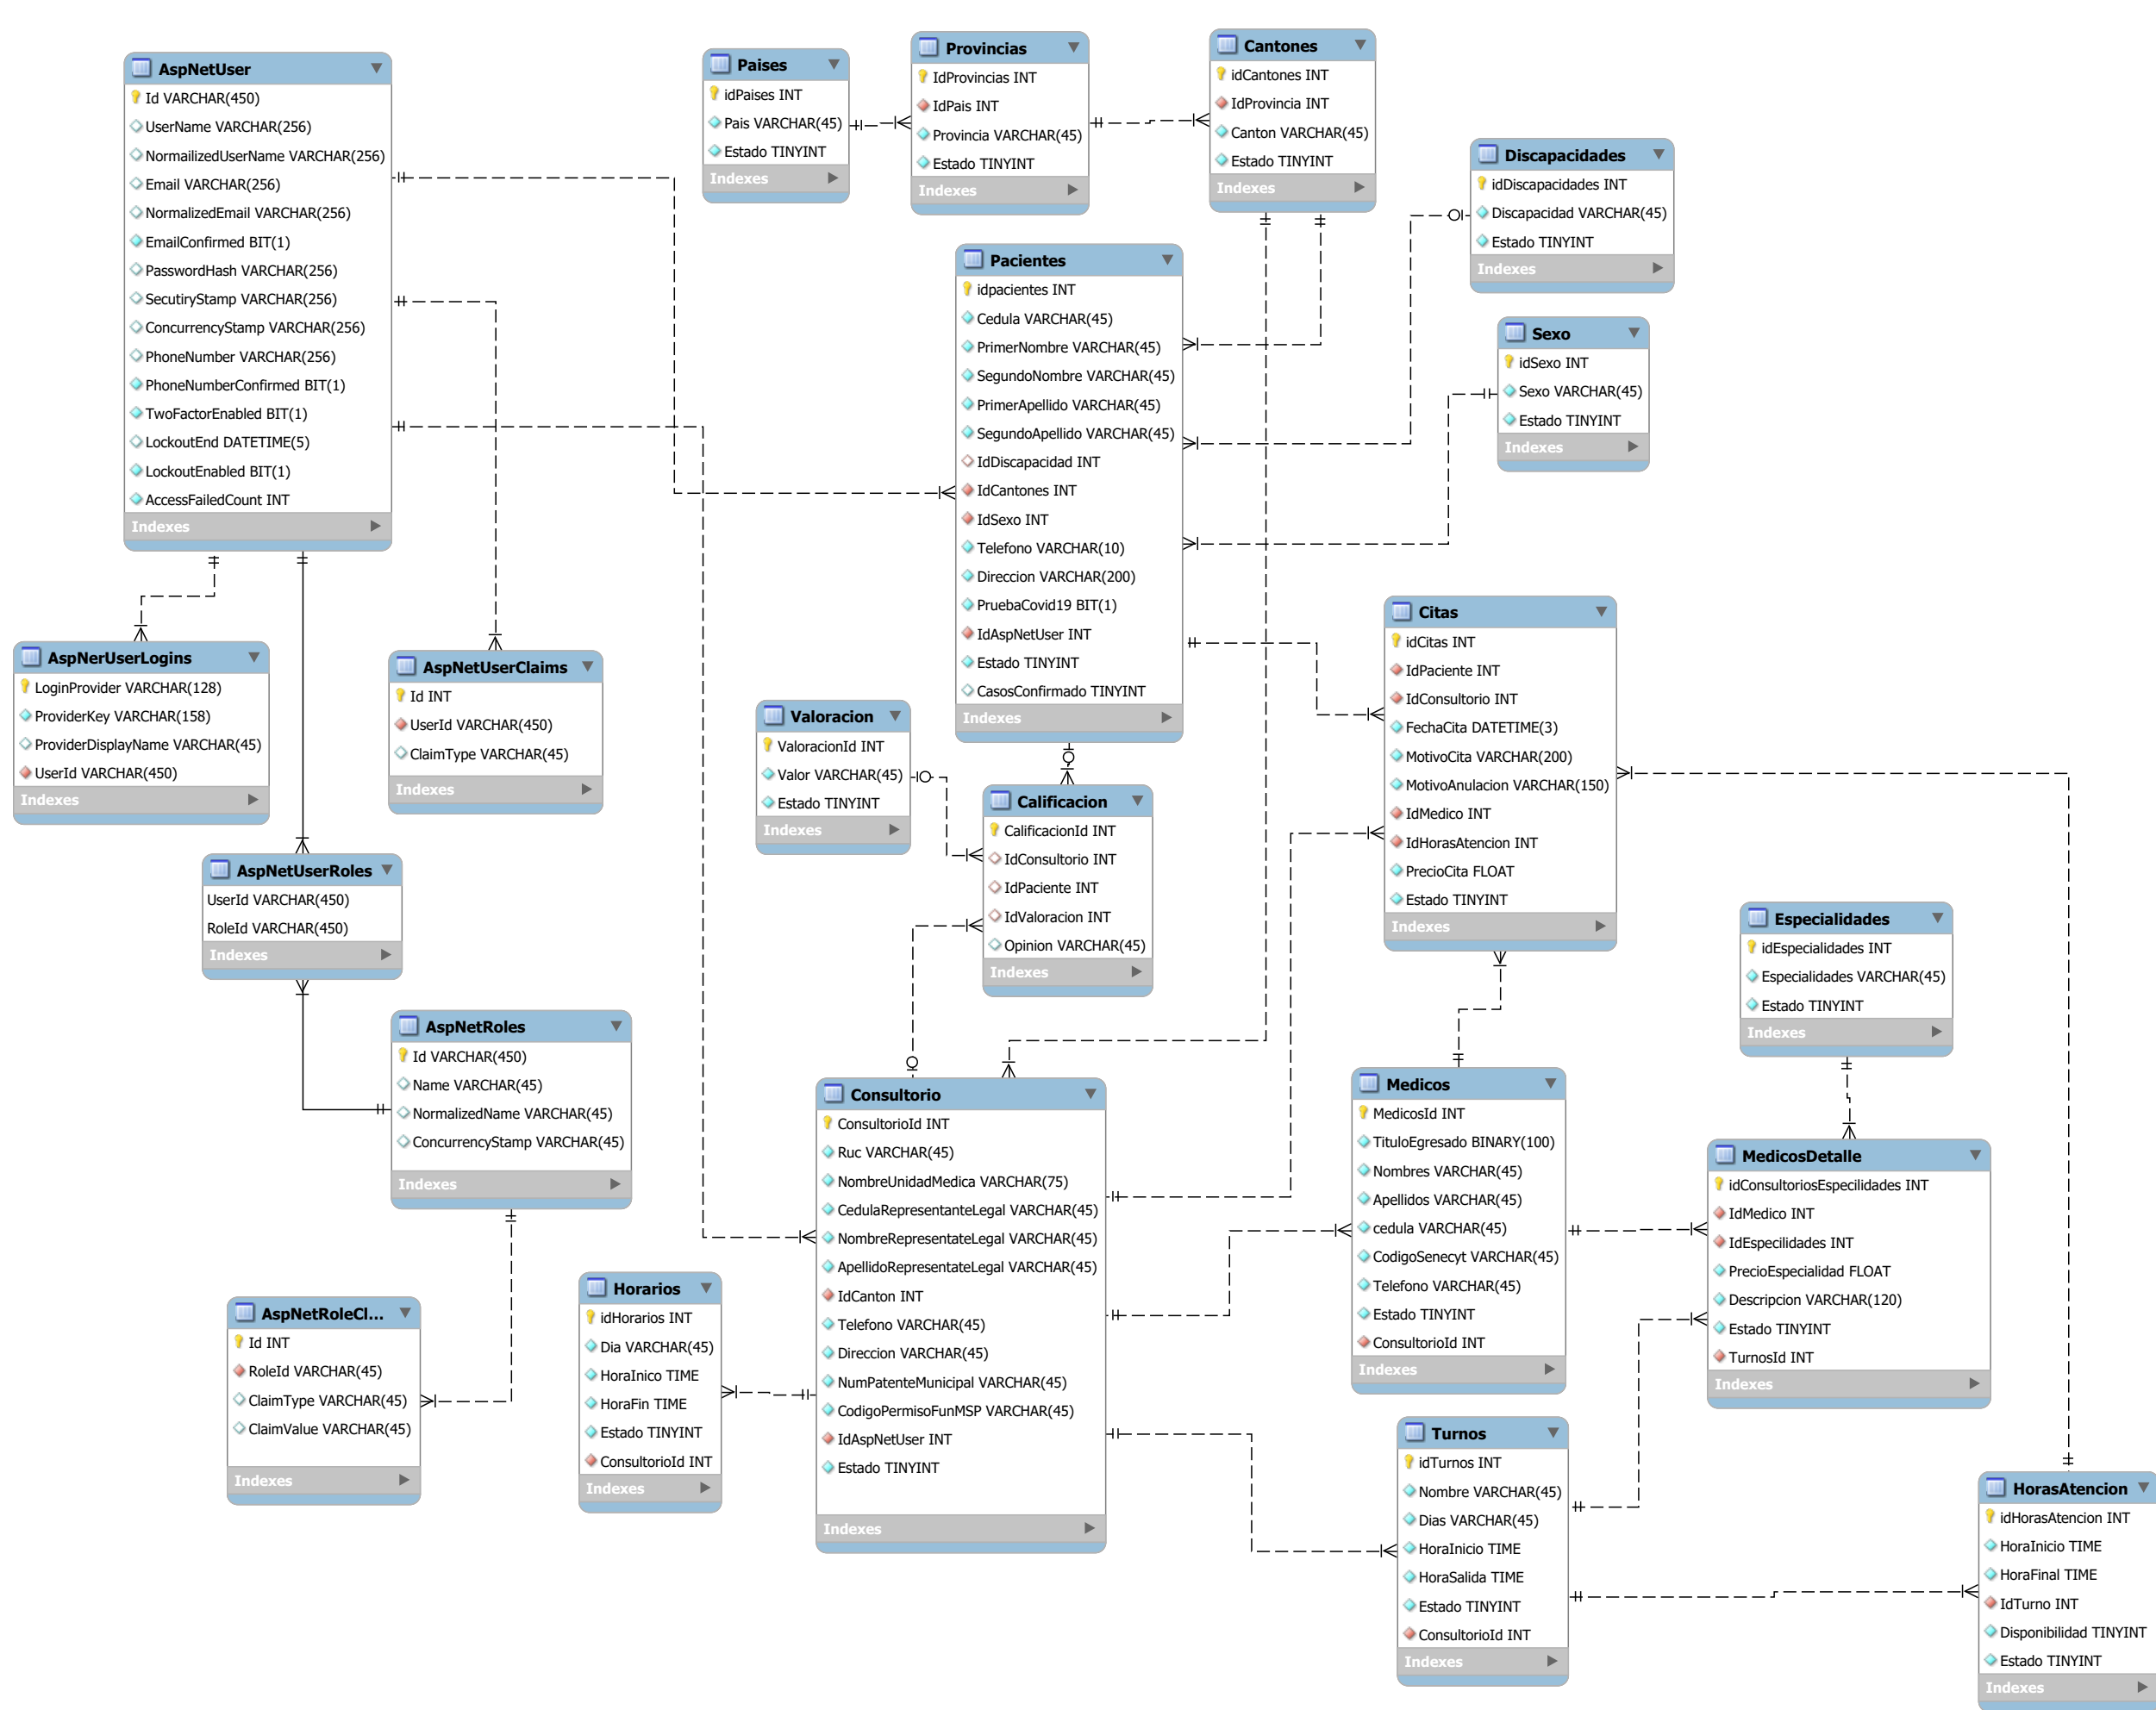 AspNetUser
Id VARCHAR(450)
UserName VARCHAR(256)
NormailizedUserName VARCHAR(256)
Email VARCHAR(256)
NormalizedEmail VARCHAR(256)
EmailConfirmed BIT(1)
PasswordHash VARCHAR(256)
SecutiryStamp VARCHAR(256)
ConcurrencyStamp VARCHAR(256)
PhoneNumber VARCHAR(256)
PhoneNumberConfirmed BIT(1)
TwoFactorEnabled BIT(1)
LockoutEnd DATETIME(5)
LockoutEnabled BIT(1)
AccessFailedCount INT
Indexes
Paises
idPaises INT
Pais VARCHAR(45)
Estado TINYINT
Indexes
Provincias
IdProvincias INT
IdPais INT
Provincia VARCHAR(45)
Estado TINYINT
Indexes
Cantones
idCantones INT
IdProvincia INT
Canton VARCHAR(45)
Estado TINYINT
Indexes
Discapacidades
idDiscapacidades INT
Discapacidad VARCHAR(45)
Estado TINYINT
Indexes
Pacientes
idpacientes INT
Cedula VARCHAR(45)
PrimerNombre VARCHAR(45)
SegundoNombre VARCHAR(45)
PrimerApellido VARCHAR(45)
SegundoApellido VARCHAR(45)
IdDiscapacidad INT
IdCantones INT
IdSexo INT
Telefono VARCHAR(10)
Direccion VARCHAR(200)
PruebaCovid19 BIT(1)
IdAspNetUser INT
Estado TINYINT
CasosConfirmado TINYINT
Indexes
Sexo
idSexo INT
Sexo VARCHAR(45)
Estado TINYINT
Indexes
AspNerUserLogins
LoginProvider VARCHAR(128)
ProviderKey VARCHAR(158)
ProviderDisplayName VARCHAR(45)
UserId VARCHAR(450)
Indexes
AspNetUserClaims
Id INT
UserId VARCHAR(450)
ClaimType VARCHAR(45)
Indexes
Valoracion
ValoracionId INT
Valor VARCHAR(45)
Estado TINYINT
Indexes
Calificacion
CalificacionId INT
IdConsultorio INT
IdPaciente INT
IdValoracion INT
Opinion VARCHAR(45)
Indexes
Citas
idCitas INT
IdPaciente INT
IdConsultorio INT
FechaCita DATETIME(3)
MotivoCita VARCHAR(200)
MotivoAnulacion VARCHAR(150)
IdMedico INT
IdHorasAtencion INT
PrecioCita FLOAT
Estado TINYINT
Indexes
AspNetUserRoles
UserId VARCHAR(450)
RoleId VARCHAR(450)
Indexes
Especialidades
idEspecialidades INT
Especialidades VARCHAR(45)
Estado TINYINT
Indexes
AspNetRoles
Id VARCHAR(450)
Name VARCHAR(45)
NormalizedName VARCHAR(45)
ConcurrencyStamp VARCHAR(45)
Indexes
Consultorio
ConsultorioId INT
Ruc VARCHAR(45)
NombreUnidadMedica VARCHAR(75)
CedulaRepresentanteLegal VARCHAR(45)
NombreRepresentateLegal VARCHAR(45)
ApellidoRepresentateLegal VARCHAR(45)
IdCanton INT
Telefono VARCHAR(45)
Direccion VARCHAR(45)
NumPatenteMunicipal VARCHAR(45)
CodigoPermisoFunMSP VARCHAR(45)
IdAspNetUser INT
Estado TINYINT
Indexes
Medicos
MedicosId INT
TituloEgresado BINARY(100)
Nombres VARCHAR(45)
Apellidos VARCHAR(45)
cedula VARCHAR(45)
CodigoSenecyt VARCHAR(45)
Telefono VARCHAR(45)
Estado TINYINT
ConsultorioId INT
Indexes
MedicosDetalle
idConsultoriosEspecilidades INT
IdMedico INT
IdEspecilidades INT
PrecioEspecialidad FLOAT
Descripcion VARCHAR(120)
Estado TINYINT
TurnosId INT
Indexes
AspNetRoleCl...
Id INT
RoleId VARCHAR(45)
ClaimType VARCHAR(45)
ClaimValue VARCHAR(45)
Indexes
Horarios
idHorarios INT
Dia VARCHAR(45)
HoraInico TIME
HoraFin TIME
Estado TINYINT
ConsultorioId INT
Indexes
Turnos
idTurnos INT
Nombre VARCHAR(45)
Dias VARCHAR(45)
HoraInicio TIME
HoraSalida TIME
Estado TINYINT
ConsultorioId INT
Indexes
HorasAtencion
idHorasAtencion INT
HoraInicio TIME
HoraFinal TIME
IdTurno INT
Disponibilidad TINYINT
Estado TINYINT
Indexes